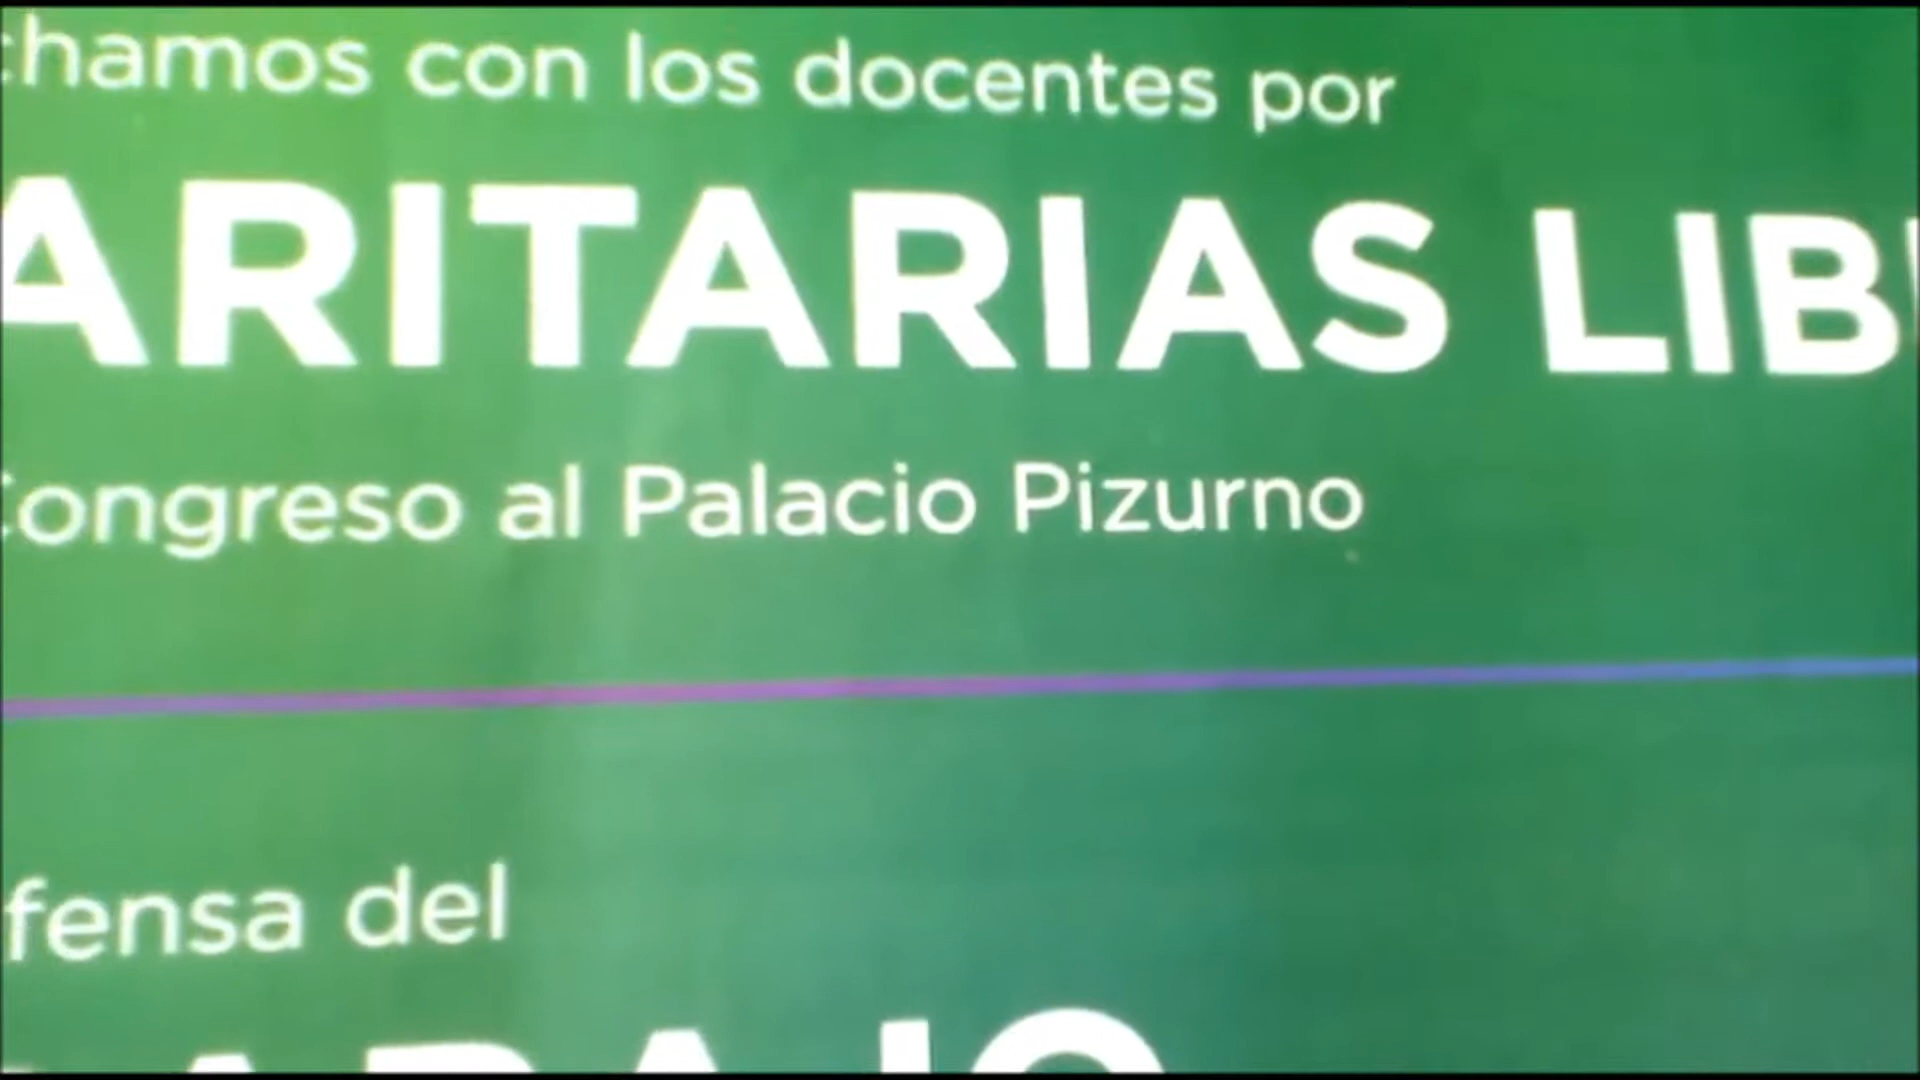 chamos con los docentes por
ARITARIAS LIB
Congreso al Palacio Pizurno
fensa del